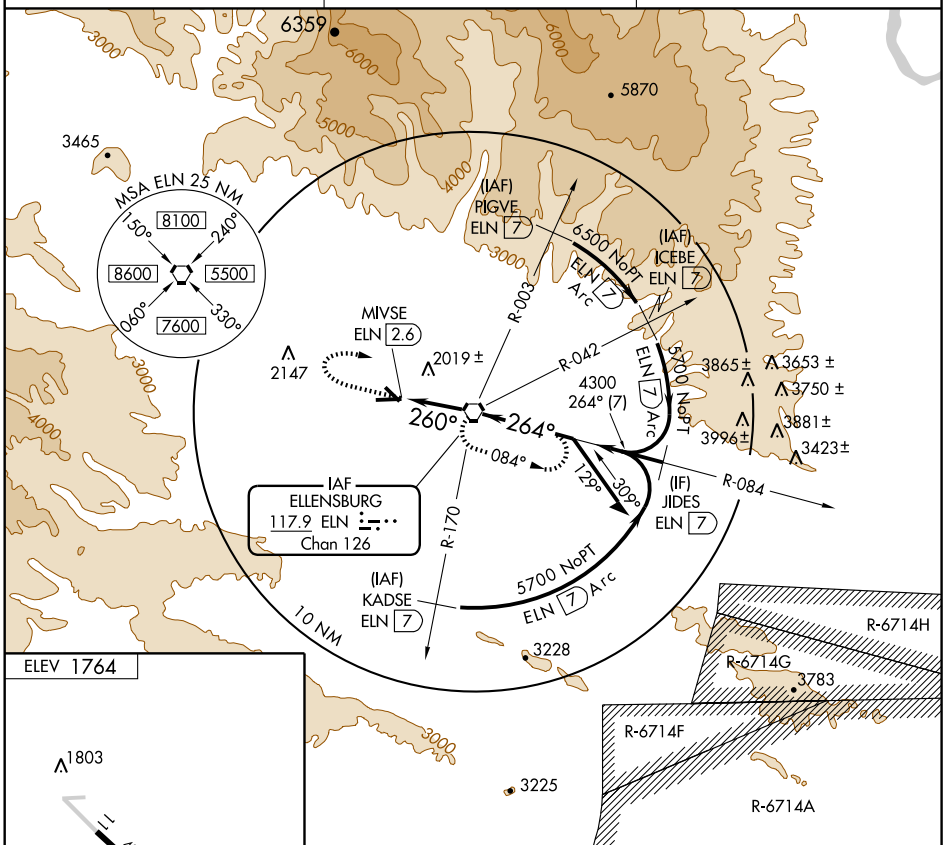 3000
6359
6000
6000
5870
3465
5000
4000
MSA ELN 25 NM
150°
8100
240°
8600
5500
060°
7600
330°
(IAF)
PIGVE
ELN 7
3000
6500 NoPT
ELN 7
Arc
(IAF)
ICEBE
ELN 7
R-003
R-042
MIVSE
ELN 2.6
2147
2019 ±
5700 NoPT
ELN 7 Arc
3865 ±
3653 ±
3750 ±
3996 ±
3881 ±
3423 ±
4300
264° (7)
260°
264°
084°
129°
309°
(IF)
JIDES
ELN 7
R-084
3000
4000
IAF
ELLENSBURG
117.9 ELN
Chan 126
R-170
(IAF)
KADSE
ELN 7
5700 NoPT
ELN 7 Arc
10 NM
3228
R-6714H
R-6714G
3783
R-6714F
R-6714A
3000
3225
ELEV 1764
1803
11